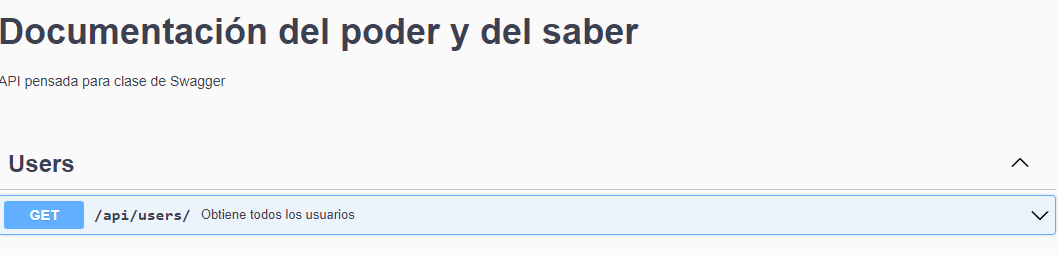 Documentación del poder y del saber
API pensada para clase de Swagger
Users
GET /api/users/ Obtiene todos los usuarios